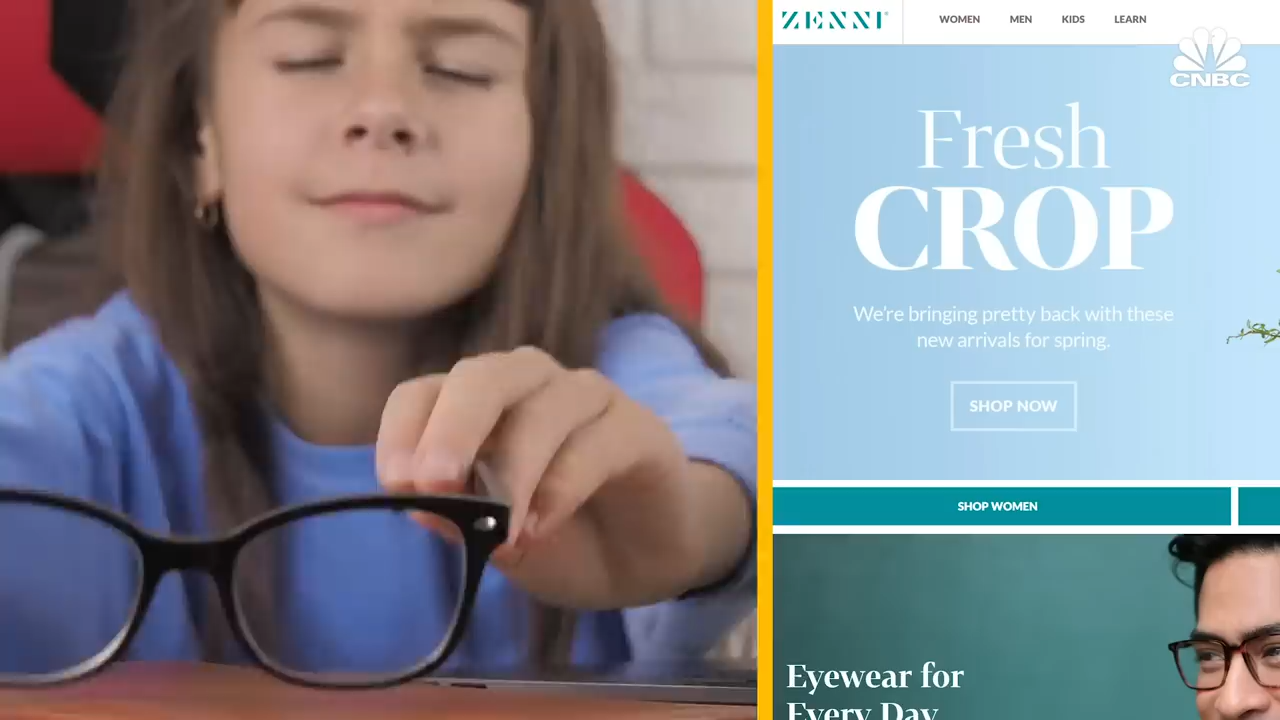 ZENNI
WOMEN MEN KIDS LEARN
CNBC
Fresh
CROP
We're bringing pretty back with these
new arrivals for spring.
SHOP NOW
SHOP WOMEN
Eyewear for
Every Day